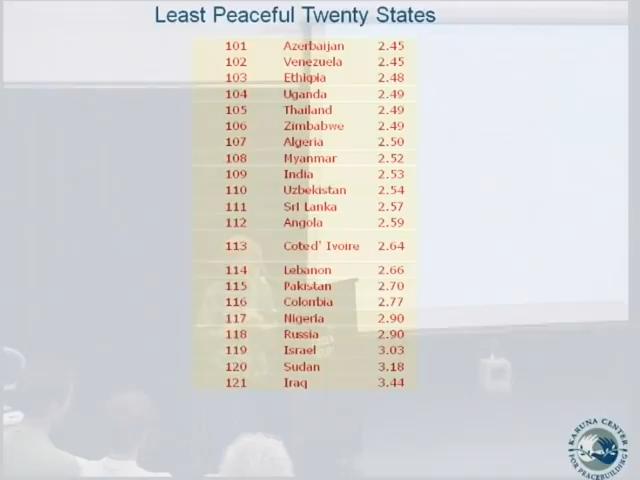 Least Peaceful Twenty States
101 Azerbaijan 2.45
102 Venezuela 2.45
103 Ethiopia 2.48
104 Uganda 2.49
105 Thailand 2.49
106 Zimbabwe 2.49
107 Algeria 2.50
108 Myanmar 2.52
109 India 2.53
110 Uzbekistan 2.54
111 Sri Lanka 2.57
112 Angola 2.59
113 Coted' Ivoire 2.64
114 Lebanon 2.66
115 Pakistan 2.70
116 Colombia 2.77
117 Nigeria 2.90
118 Russia 2.90
119 Israel 3.03
120 Sudan 3.18
121 Iraq 3.44
KARUNA CENTER
FOR PEACEBUILDING